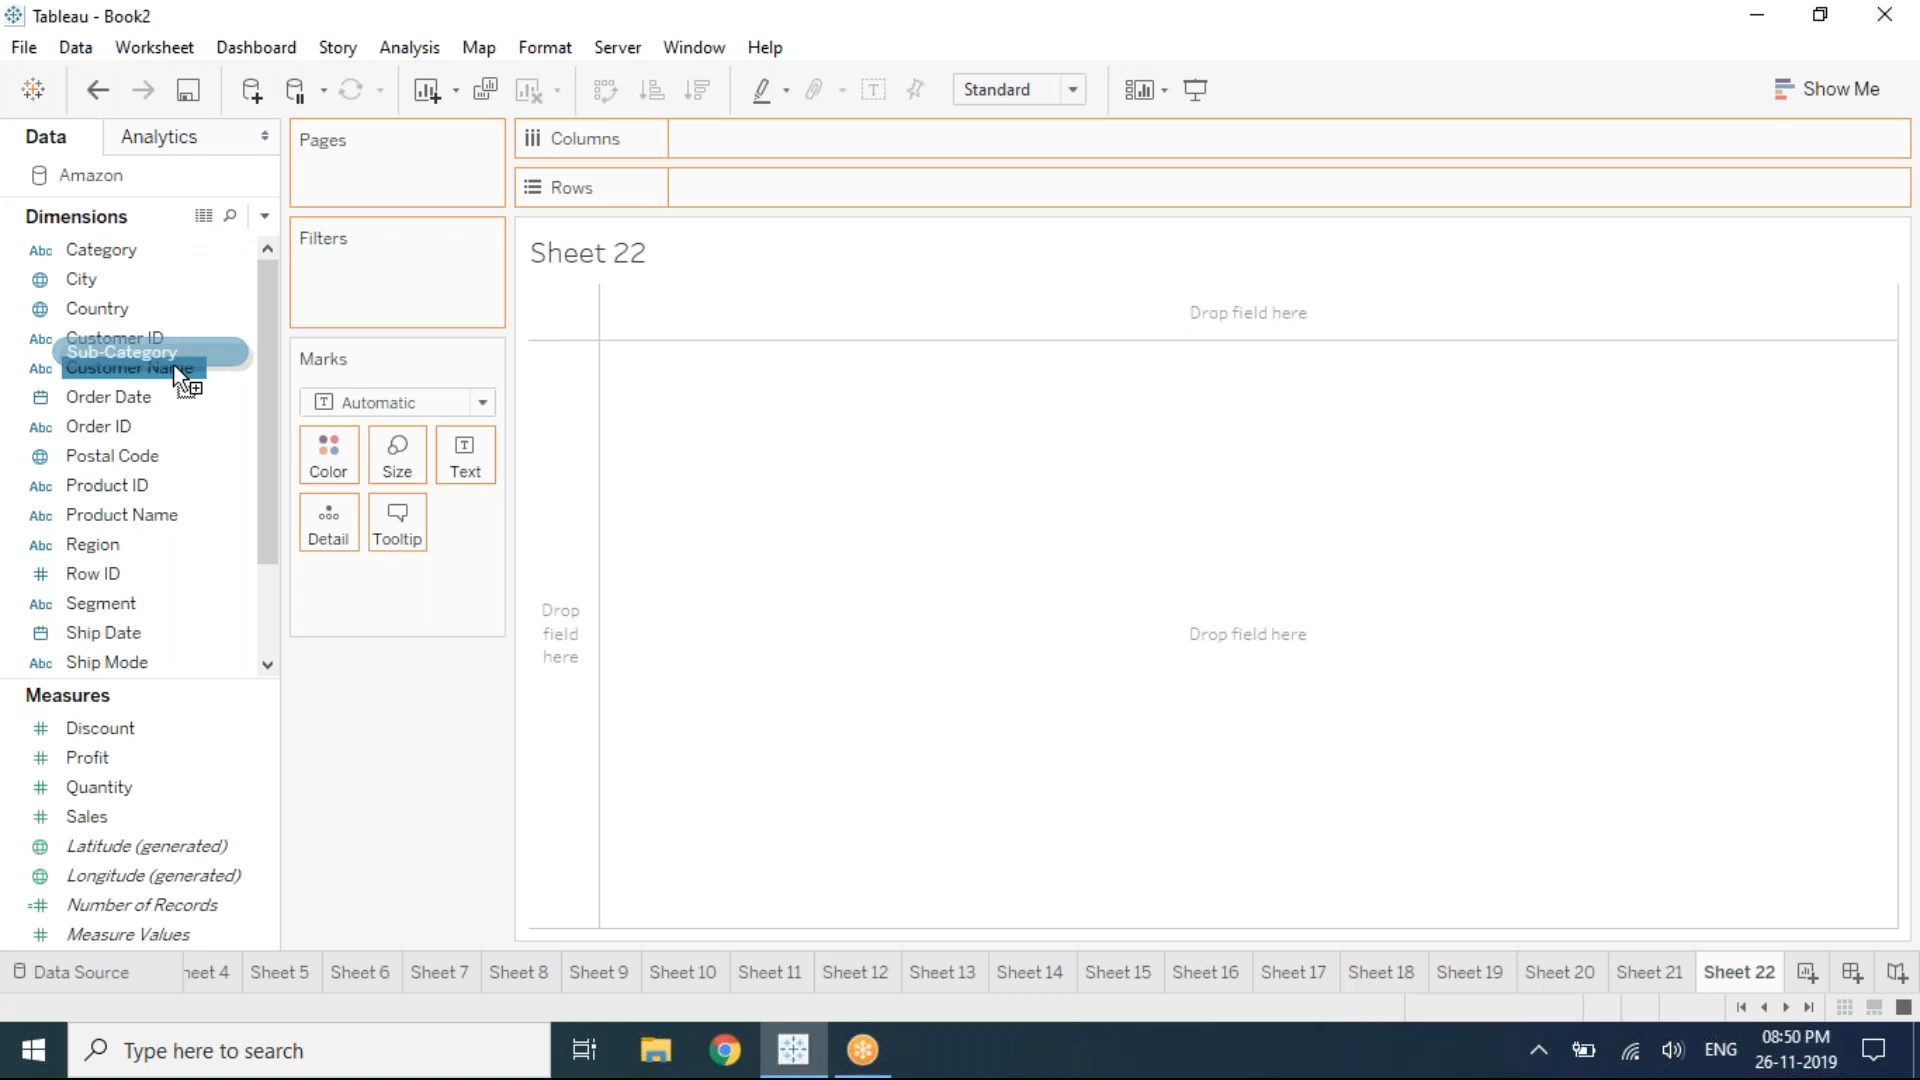 Tableau - Book2
File Data Worksheet Dashboard Story Analysis Map Format Server Window Help
Standard
Show Me
Data Analytics
Amazon
Dimensions
Abc Category
City
Country
Abc Customer ID
Sub-Category
Abc Customer Name
Order Date
Abc Order ID
Postal Code
Abc Product ID
Abc Product Name
Abc Region
# Row ID
Abc Segment
Ship Date
Abc Ship Mode
Measures
# Discount
# Profit
# Quantity
# Sales
Latitude (generated)
Longitude (generated)
=# Number of Records
# Measure Values
Pages
Filters
Marks
T Automatic
Color Size Text
Detail Tooltip
Columns
Rows
Sheet 22
Drop field here
Drop
field
here
Drop field here
Data Source heet 4 Sheet 5 Sheet 6 Sheet 7 Sheet 8 Sheet 9 Sheet 10 Sheet 11 Sheet 12 Sheet 13 Sheet 14 Sheet 15 Sheet 16 Sheet 17 Sheet 18 Sheet 19 Sheet 20 Sheet 21 Sheet 22
Type here to search
ENG
08:50 PM
26-11-2019